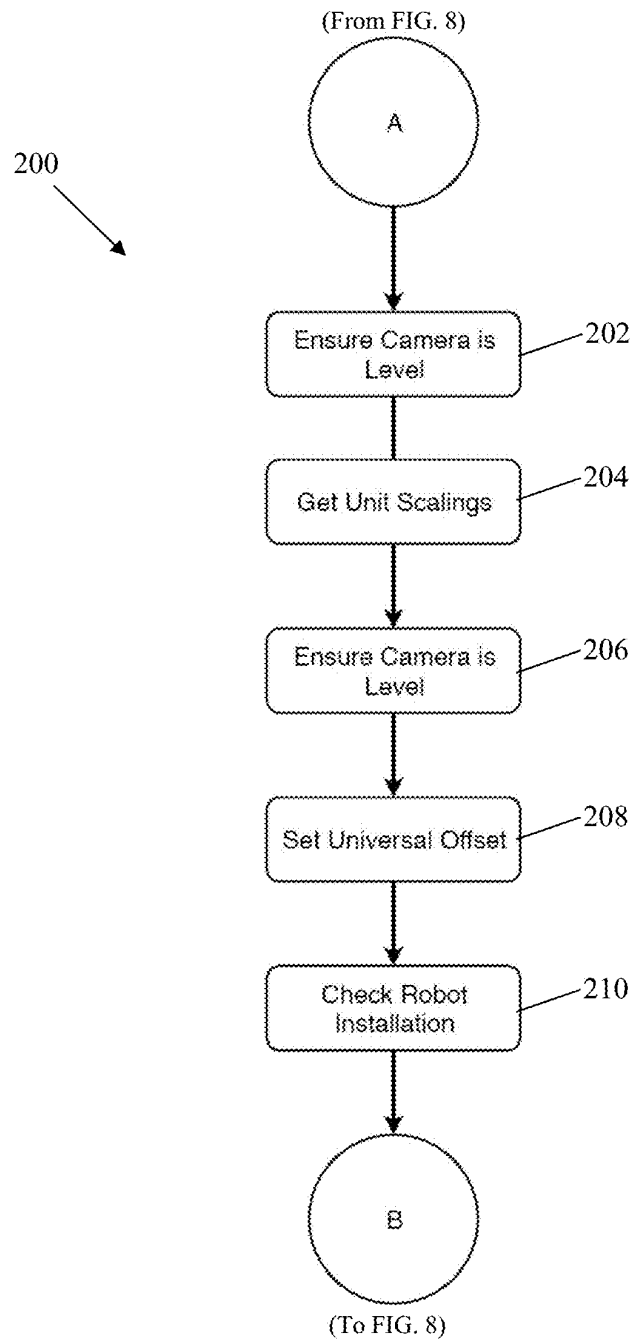 (From FIG. 8)
A
200
Ensure Camera is
Level
202
Get Unit Scalings
204
Ensure Camera is
Level
206
Set Universal Offset
208
Check Robot
Installation
210
B
(To FIG. 8)